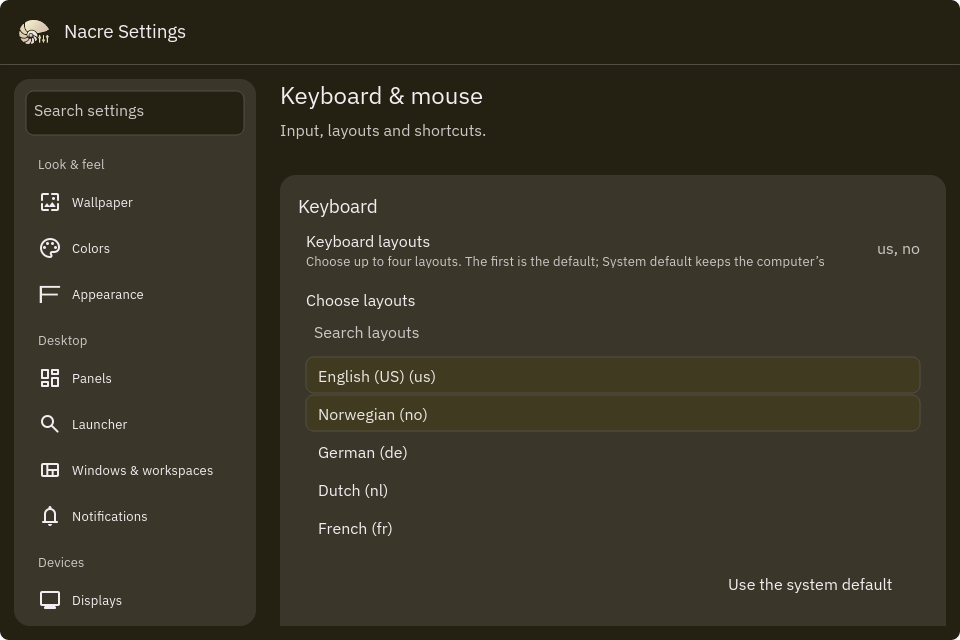 Nacre Settings
Search settings
Look & feel
Wallpaper
Colors
Appearance
Desktop
Panels
Launcher
Windows & workspaces
Notifications
Devices
Displays
Keyboard & mouse
Input, layouts and shortcuts.
Keyboard
Keyboard layouts
Choose up to four layouts. The first is the default; System default keeps the computer’s
us, no
Choose layouts
Search layouts
English (US) (us)
Norwegian (no)
German (de)
Dutch (nl)
French (fr)
Use the system default